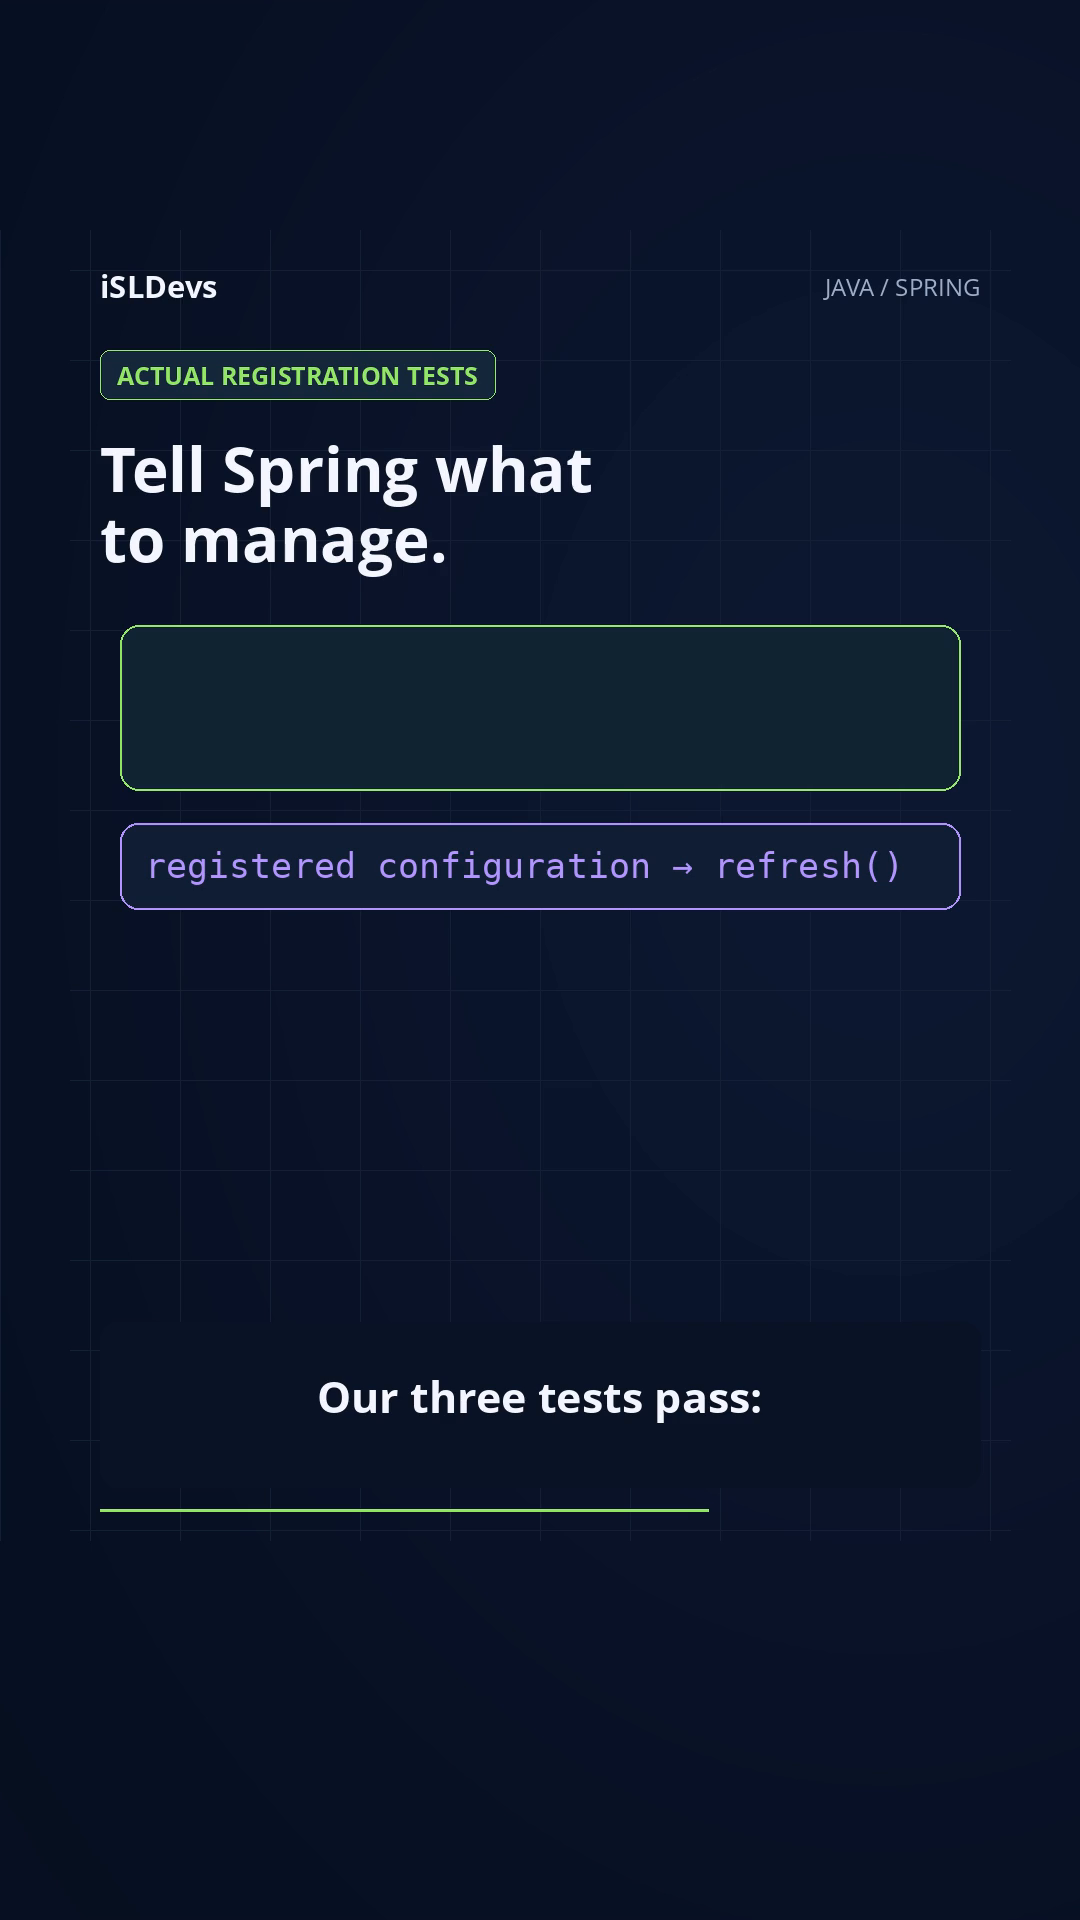 iSLDevs
JAVA / SPRING
ACTUAL REGISTRATION TESTS
Tell Spring what
to manage.
registered configuration → refresh()
Our three tests pass: